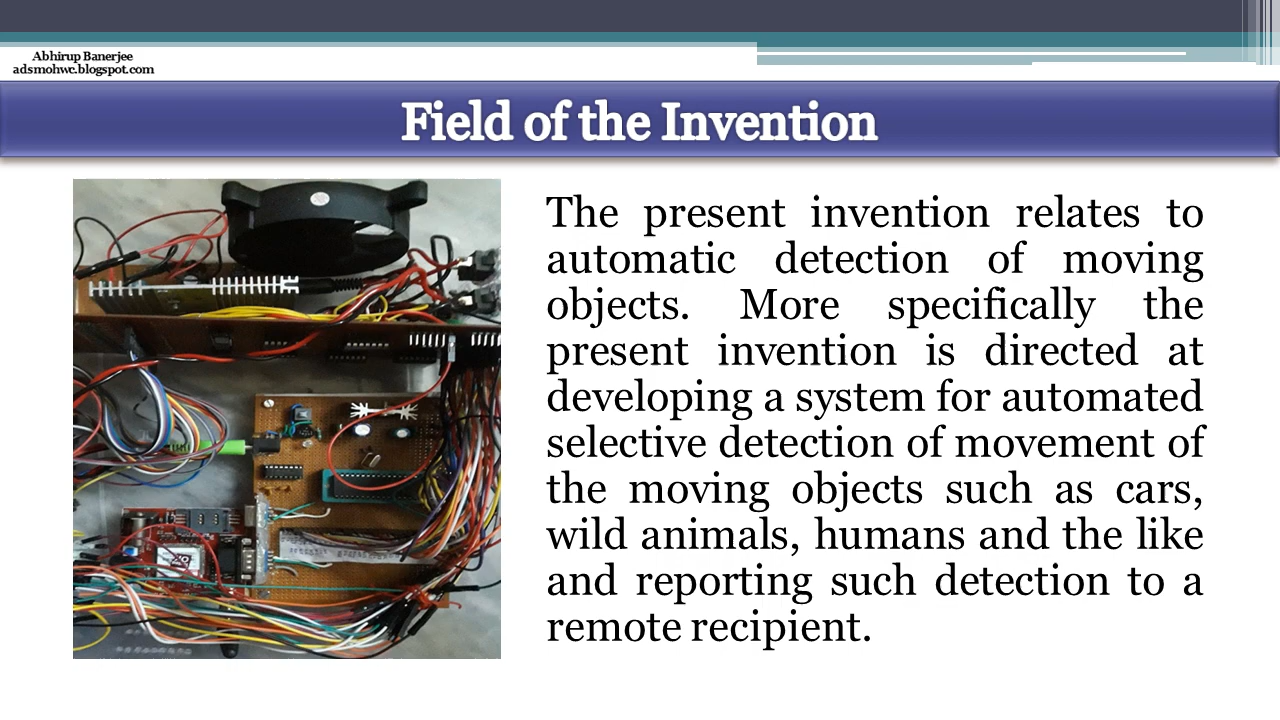 Abhirup Banerjee
adsmohwc.blogspot.com
Field of the Invention
The present invention relates to
automatic detection of moving
objects. More specifically the
present invention is directed at
developing a system for automated
selective detection of movement of
the moving objects such as cars,
wild animals, humans and the like
and reporting such detection to a
remote recipient.